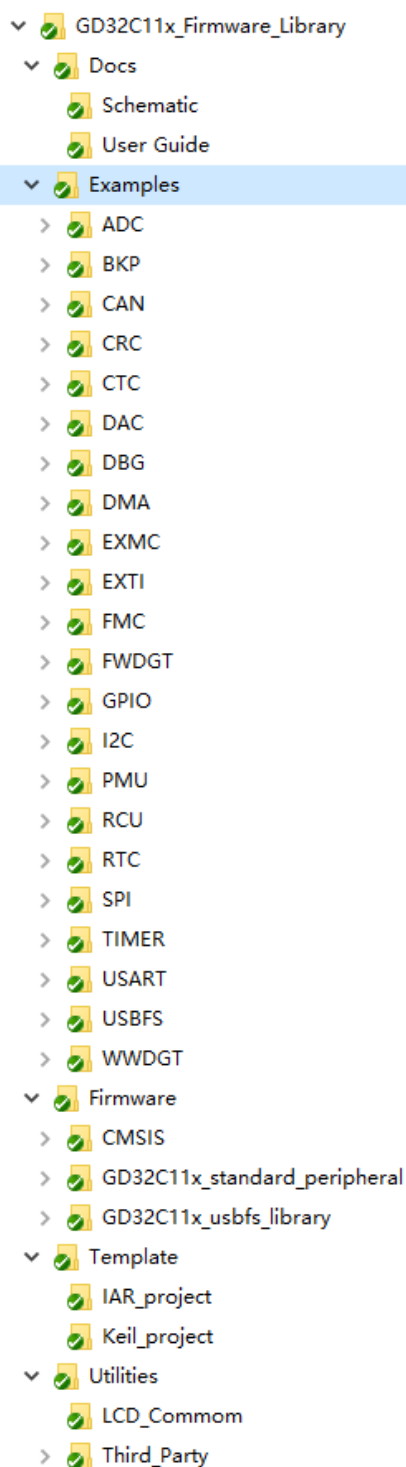 GD32C11x_Firmware_Library
Docs
Schematic
User Guide
Examples
ADC
BKP
CAN
CRC
CTC
DAC
DBG
DMA
EXMC
EXTI
FMC
FWDGT
GPIO
I2C
PMU
RCU
RTC
SPI
TIMER
USART
USBFS
WWDGT
Firmware
CMSIS
GD32C11x_standard_peripheral
GD32C11x_usbfs_library
Template
IAR_project
Keil_project
Utilities
LCD_Commom
Third_Party